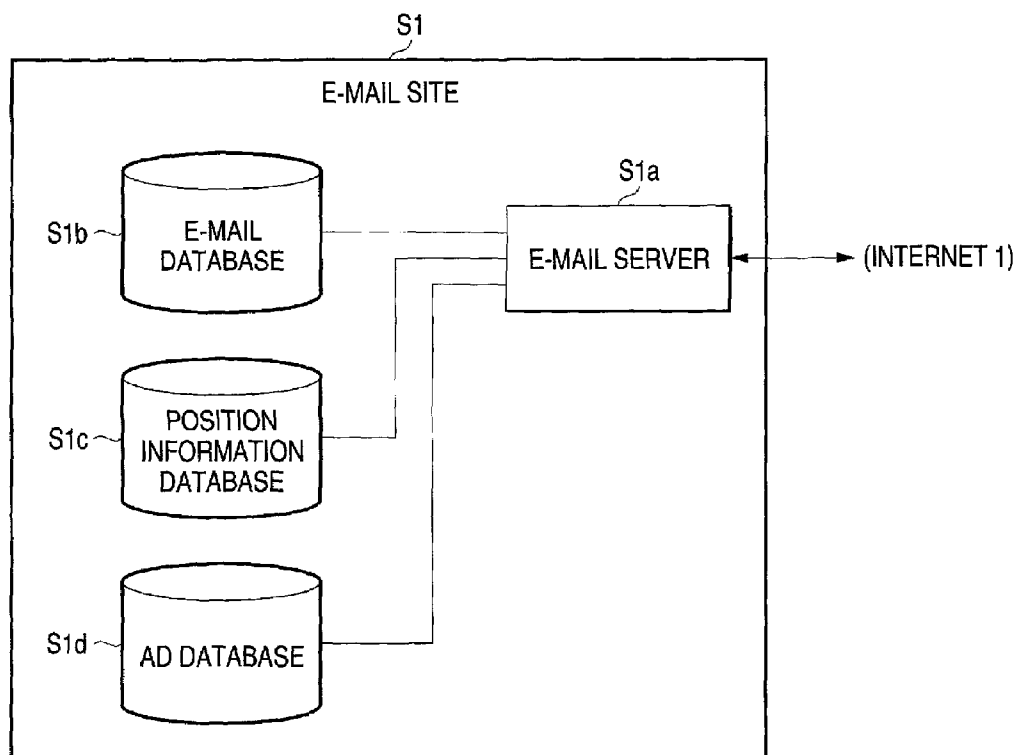 S1
E-MAIL SITE
S1a
S1b
E-MAIL
DATABASE
E-MAIL SERVER
(INTERNET 1)
S1c
POSITION
INFORMATION
DATABASE
S1d
AD DATABASE